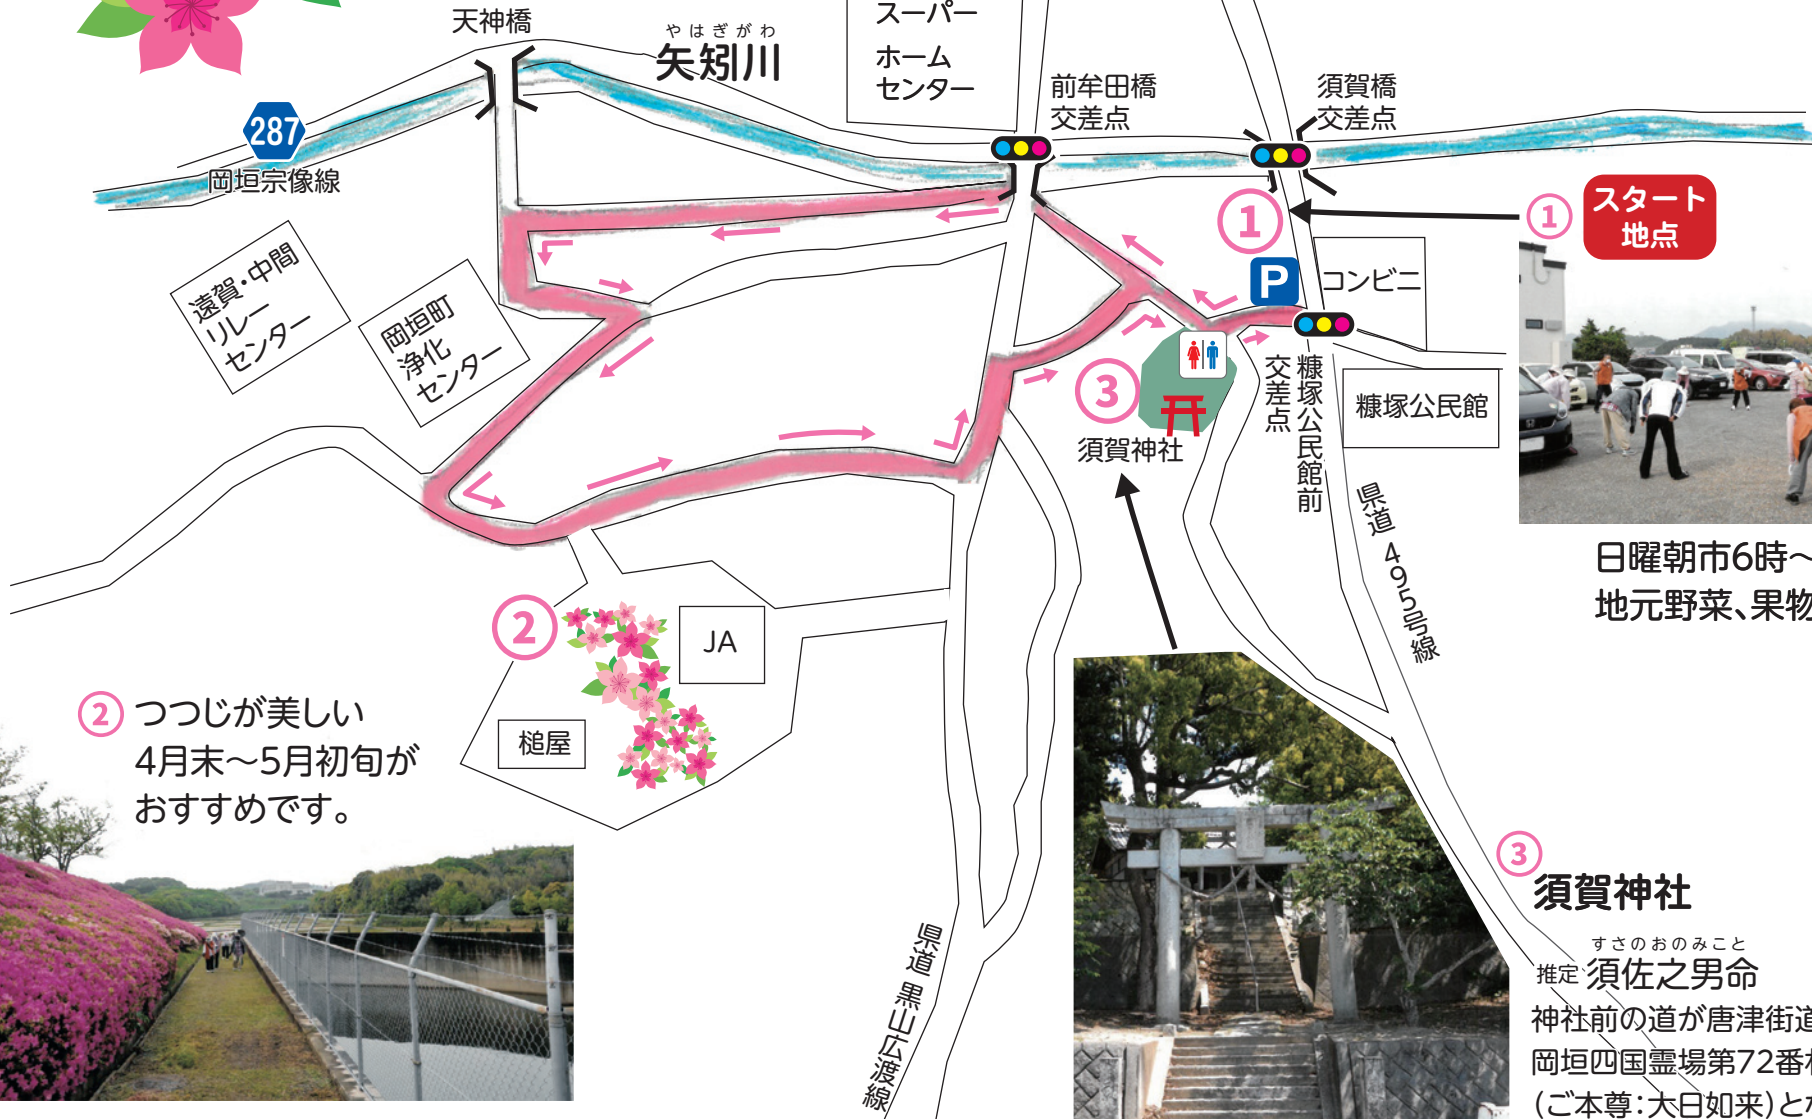 天神橋
やはぎがわ
矢矧川
スーパー
ホーム
センター
前牟田橋
交差点
須賀橋
交差点
287
岡垣宗像線
①
① スタート
地点
P
コンビニ
遠賀・中間
リレー
センター
岡垣町
浄化
センター
③
須賀神社
糠塚公民館前
交差点
糠塚公民館
県道 495号線
日曜朝市6時〜
地元野菜、果物
②
JA
槌屋
② つつじが美しい
4月末〜5月初旬が
おすすめです。
県道 黒山広渡線
③
須賀神社
すさのおのみこと
推定 須佐之男命
神社前の道が唐津街道
岡垣四国霊場第72番
(ご本尊：大日如来)と